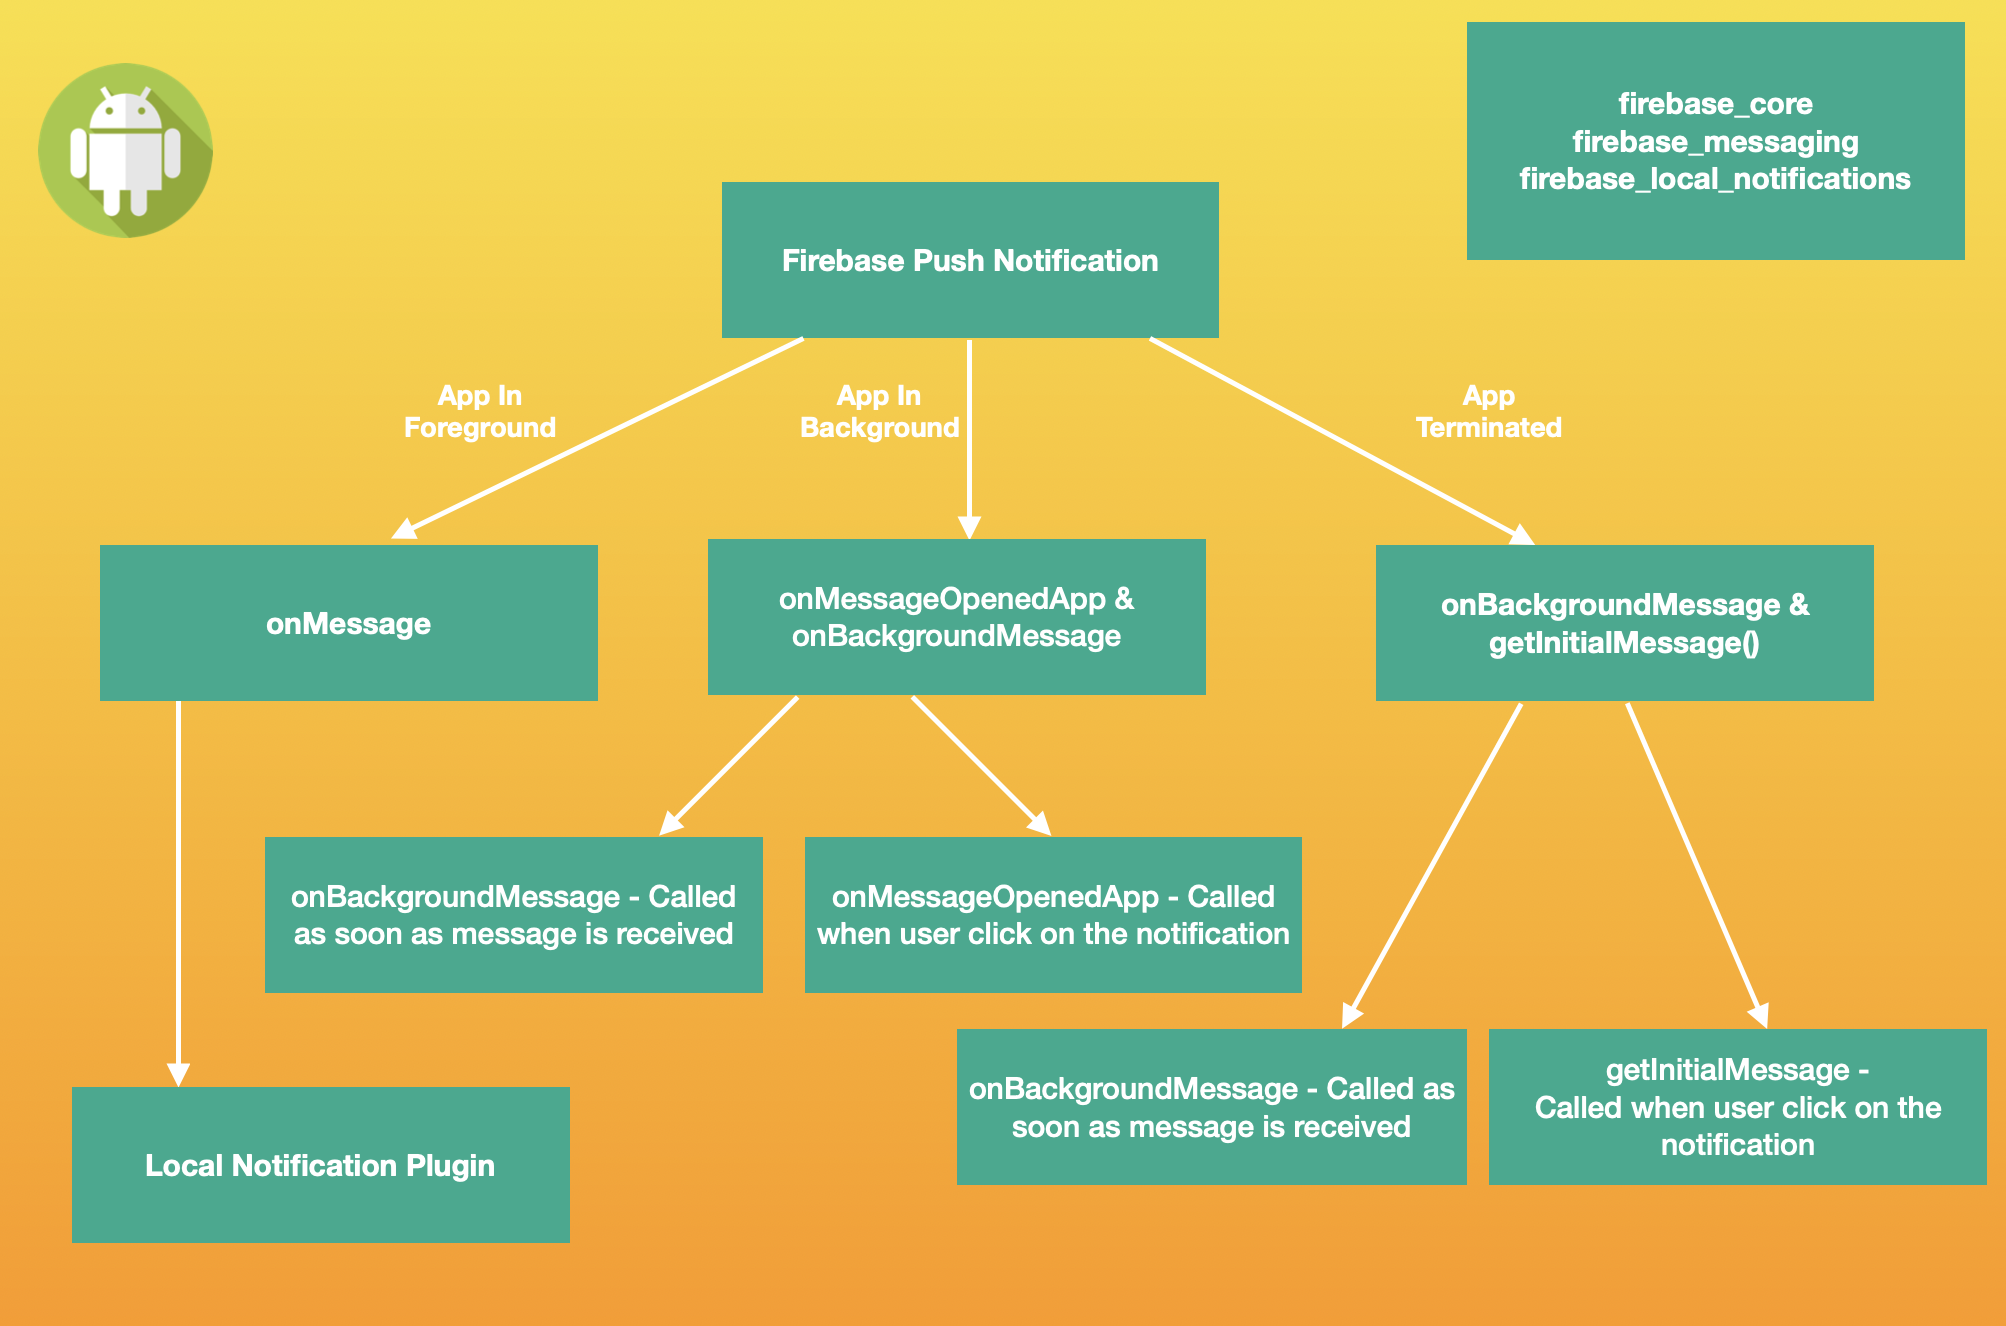 firebase_core
firebase_messaging
firebase_local_notifications
Firebase Push Notification
App In
Foreground
App In
Background
App
Terminated
onMessage
onMessageOpenedApp &
onBackgroundMessage
onBackgroundMessage &
getInitialMessage()
onBackgroundMessage - Called
as soon as message is received
onMessageOpenedApp - Called
when user click on the notification
onBackgroundMessage - Called as
soon as message is received
getInitialMessage -
Called when user click on the
notification
Local Notification Plugin